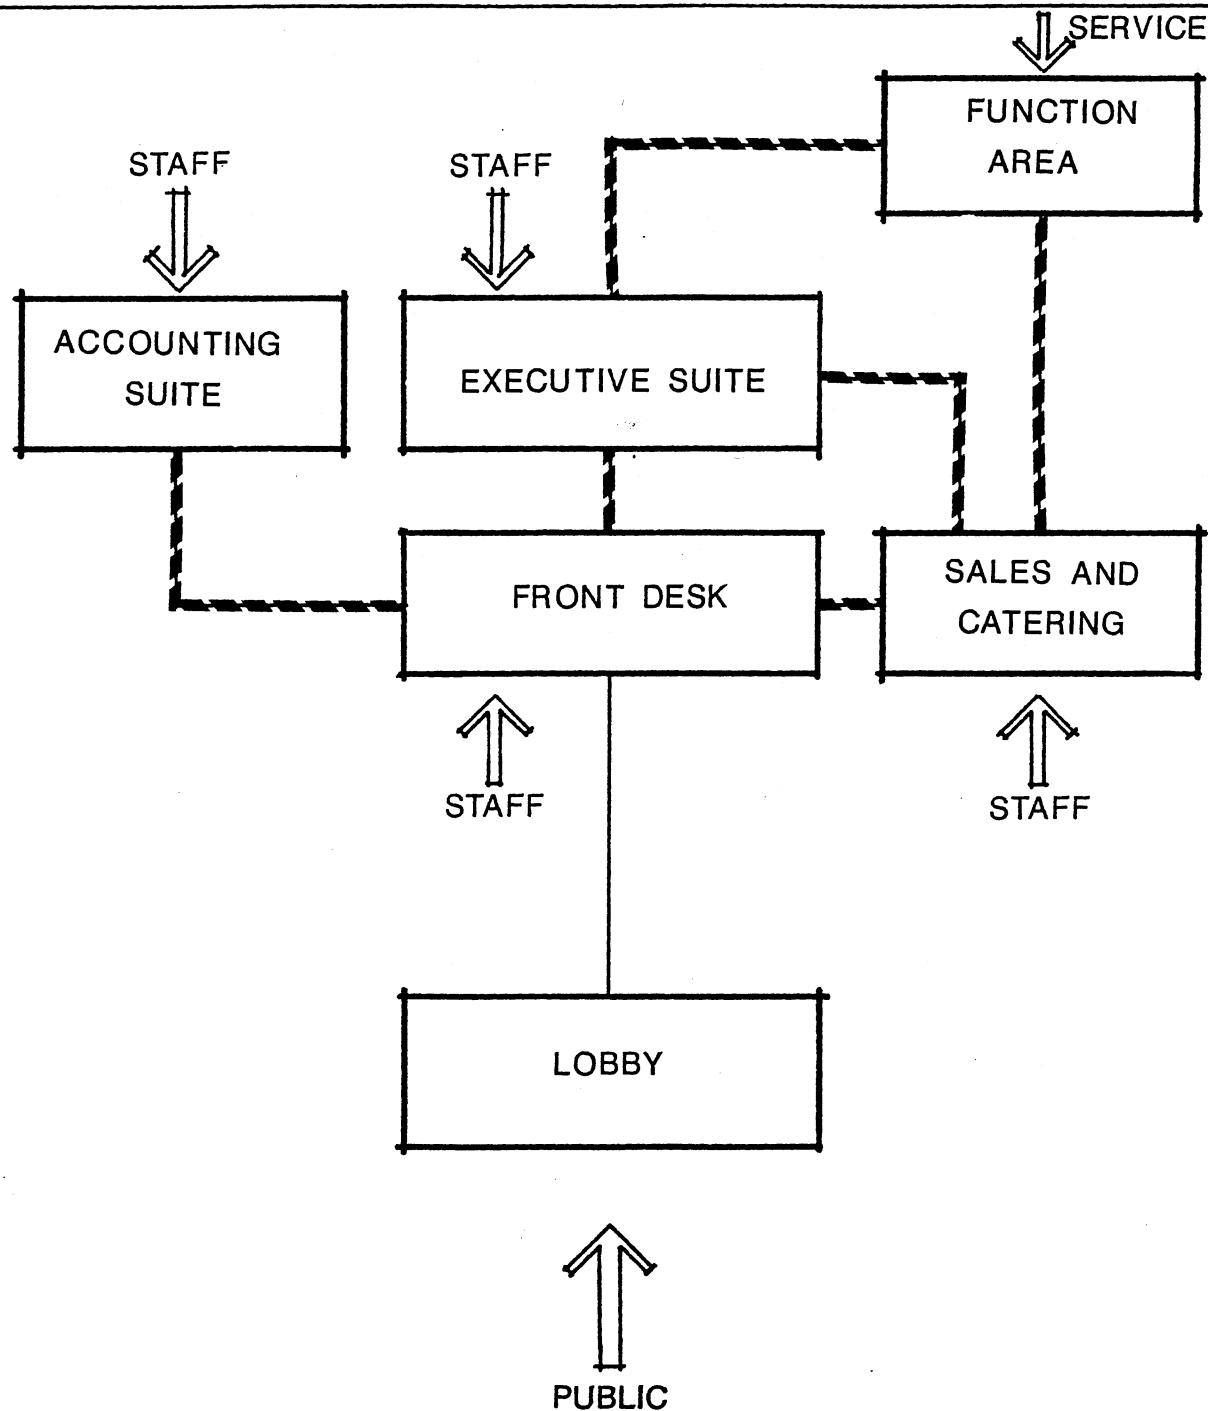 SERVICE
FUNCTION
AREA
STAFF
STAFF
ACCOUNTING
SUITE
EXECUTIVE SUITE
FRONT DESK
SALES AND
CATERING
STAFF
STAFF
LOBBY
PUBLIC